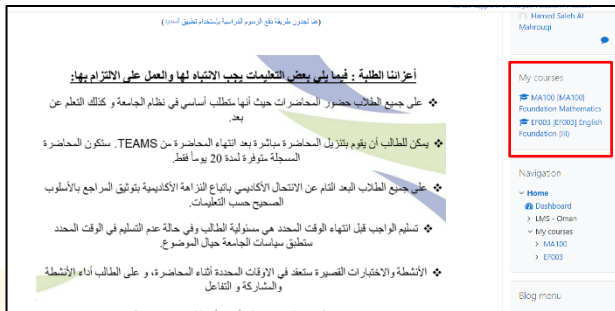 (هنا تجدون طريقة دفع الرسوم الدراسية بإستخدام تطبيق
أعزائنا الطلبة : فيما يلي بعض التعليمات يجب الانتباه لها والعمل على الالتزام بها:
❖ على جميع الطلاب حضور المحاضرات حيث أنها متطلب أساسي في نظام الجامعة و كذلك التعلم عن
بعد.
❖ يمكن للطالب أن يقوم بتنزيل المحاضرة مباشرة بعد انتهاء المحاضرة من TEAMS. ستكون المحاضرة
المسجلة متوفرة لمدة 20 يوماً فقط.
❖ على جميع الطلاب البعد التام عن الانتحال الأكاديمي باتباع النزاهة الأكاديمية بتوثيق المراجع بالأسلوب
الصحيح حسب التعليمات.
❖ تسليم الواجب قبل انتهاء الوقت المحدد هي مسئولية الطالب وفي حالة عدم التسليم في الوقت المحدد
ستطبق سياسات الجامعة حيال الموضوع.
❖ الأنشطة والاختبارات القصيرة ستعقد في الاوقات المحددة أثناء المحاضرة، و على الطالب أداء الأنشطة
والمشاركة و التفاعل
Hamed Saleh Al
Mahrouqi
My courses
MA100 [MA100]
Foundation Mathematics
EF003 [EF003] English
Foundation (III)
Navigation
Home
Dashboard
LMS - Oman
My courses
MA100
EF003
Blog menu